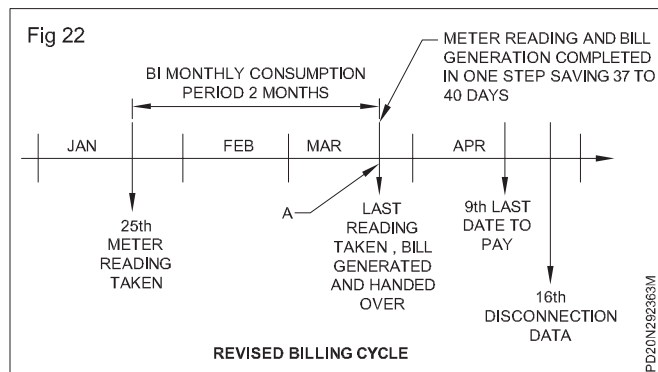 Fig 22
METER READING AND BILL
GENERATION COMPLETED
IN ONE STEP SAVING 37 TO
40 DAYS
BI MONTHLY CONSUMPTION
PERIOD 2 MONTHS
JAN
FEB
MAR
APR
A
25th
METER
READING
TAKEN
LAST
READING
TAKEN , BILL
GENERATED
AND HANDED
OVER
9th LAST
DATE TO
PAY
16th
DISCONNECTION
DATA
REVISED BILLING CYCLE
PD20N292363M